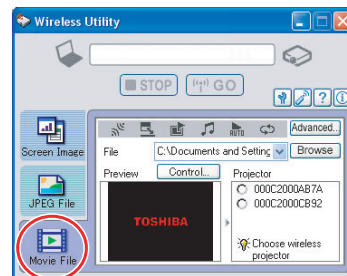 Wireless Utility
STOP
GO
Screen Image
JPEG File
Movie File
AUTO
Advanced...
File
C:\Documents and Setting
Browse
Preview
Control...
Projector
TOSHIBA
000C2000AB7A
000C2000CB92
Choose wireless
projector